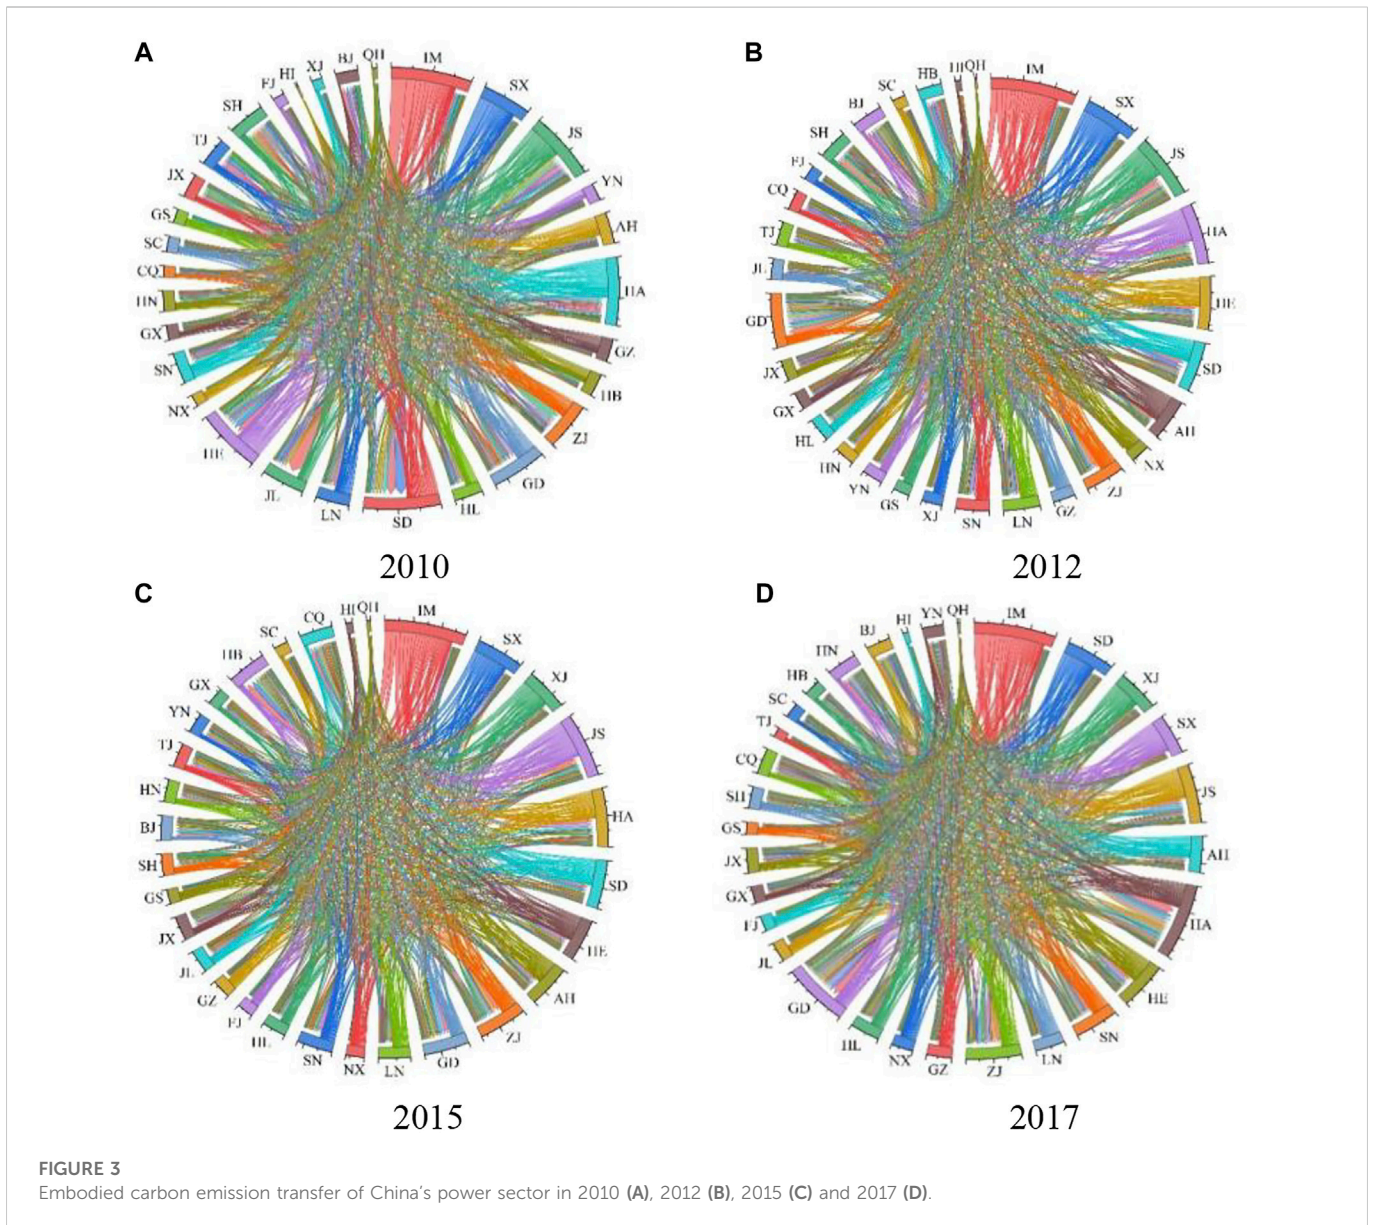 A
QH
IM
SX
JS
YN
AH
HA
GZ
HB
ZJ
GD
HL
SD
LN
JL
HE
NX
SN
GX
HN
CQ
SC
GS
JX
TJ
SH
FJ
HI
XJ
BJ
2010
B
QH
IM
SX
JS
HA
HE
SD
AH
NX
ZJ
GZ
LN
SN
XJ
GS
YN
HN
HL
GX
JX
GD
JL
TJ
CQ
FJ
SH
BJ
SC
HB
HI
2012
C
QH
IM
SX
XJ
JS
HA
SD
HE
AH
ZJ
GD
LN
NX
SN
HL
FJ
GZ
JL
JX
GS
SH
BJ
HN
TJ
YN
GX
HB
SC
CQ
HI
2015
D
QH
IM
SD
XJ
SX
JS
AH
HA
HE
SN
LN
ZJ
GZ
NX
HL
GD
JL
FJ
GX
JX
GS
SH
CQ
TJ
SC
HB
HN
BJ
HI
YN
2017
FIGURE 3
Embodied carbon emission transfer of China's power sector in 2010 (A), 2012 (B), 2015 (C) and 2017 (D).